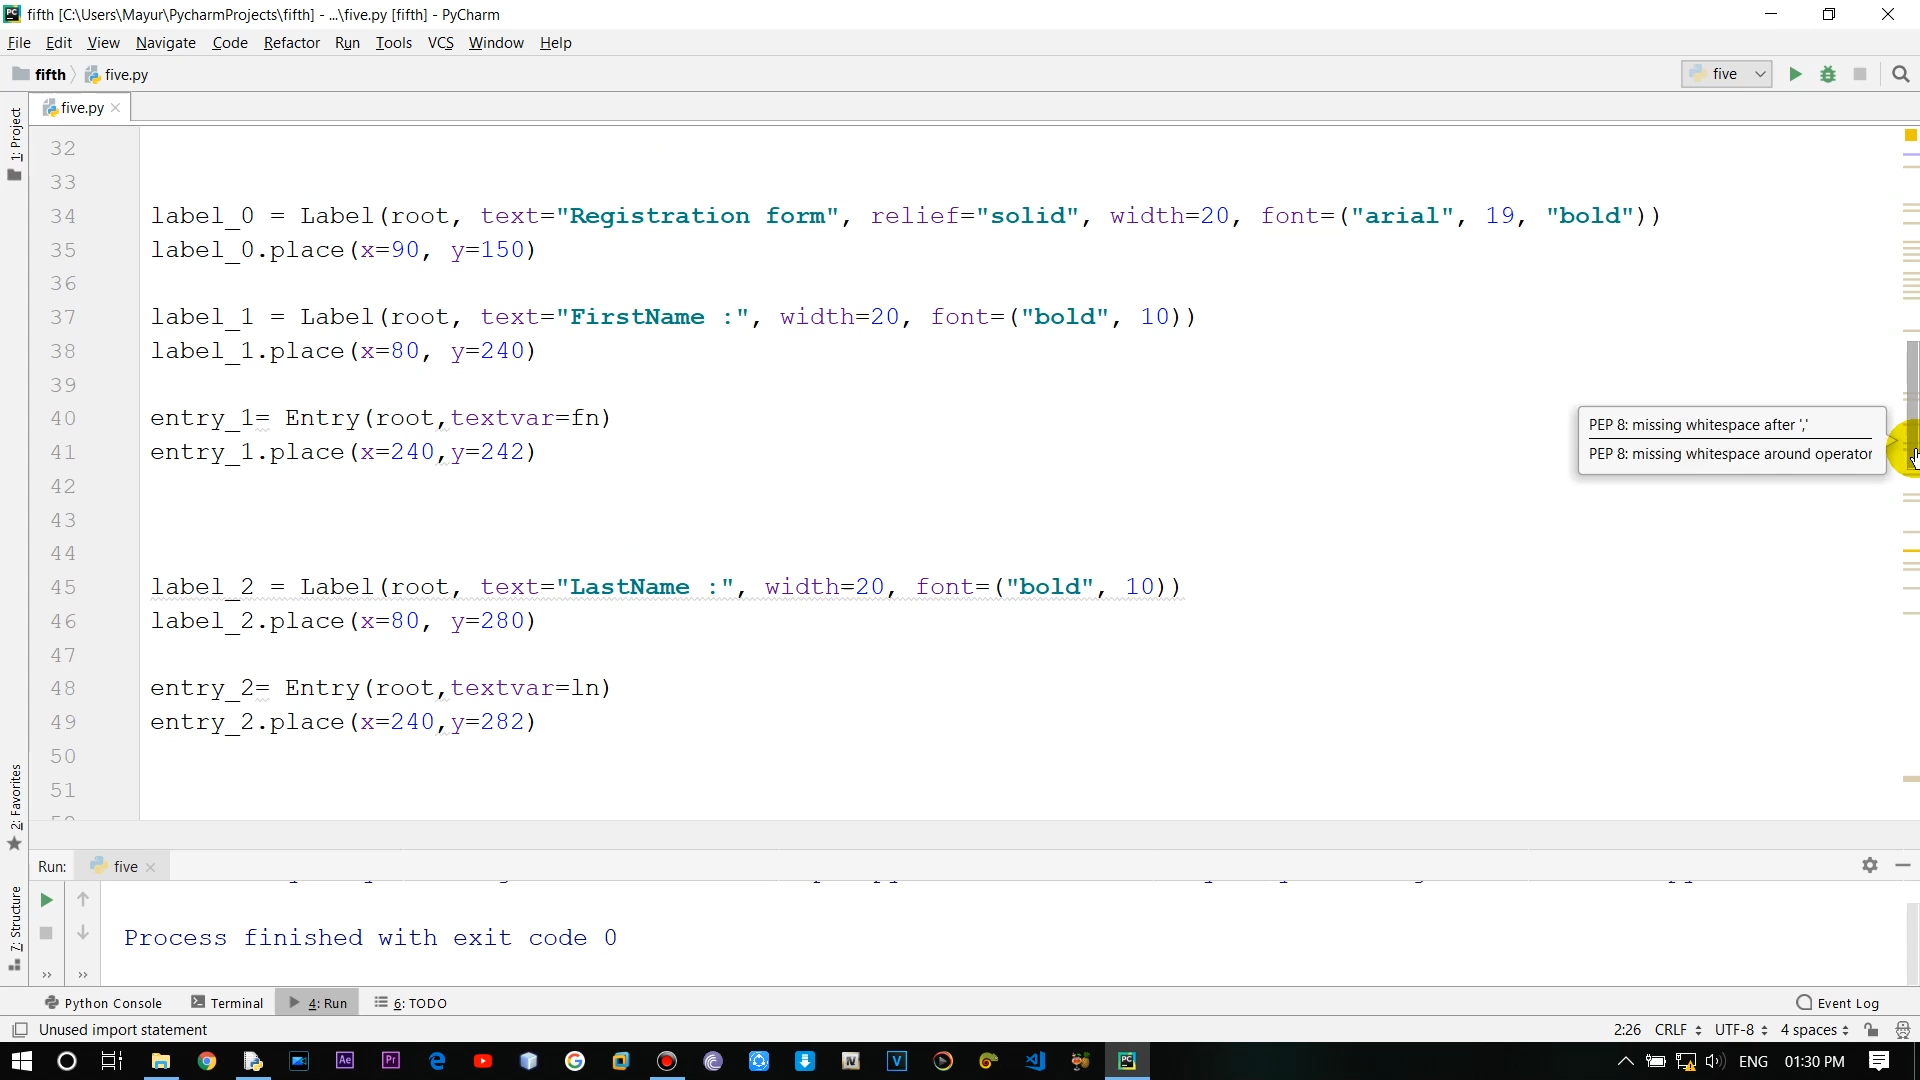 fifth [C:\Users\Mayur\PycharmProjects\fifth] - ...\five.py [fifth] - PyCharm
File Edit View Navigate Code Refactor Run Tools VCS Window Help
fifth five.py five
five.py
1: Project
32
33
34 label_0 = Label(root, text="Registration form", relief="solid", width=20, font=("arial", 19, "bold"))
35 label_0.place(x=90, y=150)
36
37 label_1 = Label(root, text="FirstName :", width=20, font=("bold", 10))
38 label_1.place(x=80, y=240)
39
40 entry_1= Entry(root,textvar=fn)
41 entry_1.place(x=240,y=242)
PEP 8: missing whitespace after ','
PEP 8: missing whitespace around operator
42
43
44
45 label_2 = Label(root, text="LastName :", width=20, font=("bold", 10))
46 label_2.place(x=80, y=280)
47
48 entry_2= Entry(root,textvar=ln)
49 entry_2.place(x=240,y=282)
50
51
2: Favorites
7: Structure
Run: five
Process finished with exit code 0
Python Console Terminal 4: Run 6: TODO Event Log
Unused import statement 2:26 CRLF UTF-8 4 spaces
ENG 01:30 PM